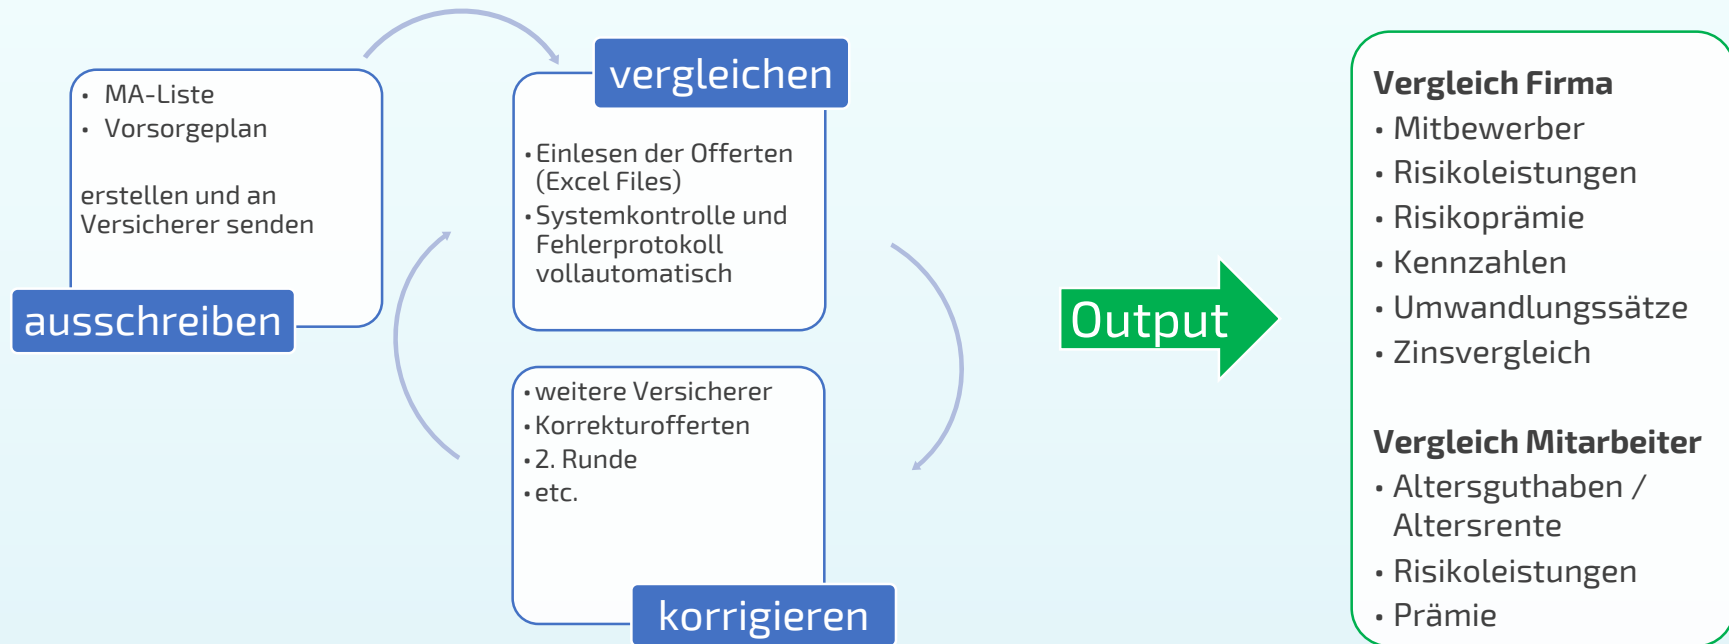 • MA-Liste
• Vorsorgeplan
erstellen und an
Versicherer senden
ausschreiben
vergleichen
• Einlesen der Offerten
(Excel Files)
• Systemkontrolle und
Fehlerprotokoll
vollautomatisch
• weitere Versicherer
• Korrekturofferten
• 2. Runde
• etc.
korrigieren
Output
Vergleich Firma
• Mitbewerber
• Risikoleistungen
• Risikoprämie
• Kennzahlen
• Umwandlungssätze
• Zinsvergleich
Vergleich Mitarbeiter
• Altersguthaben /
Altersrente
• Risikoleistungen
• Prämie